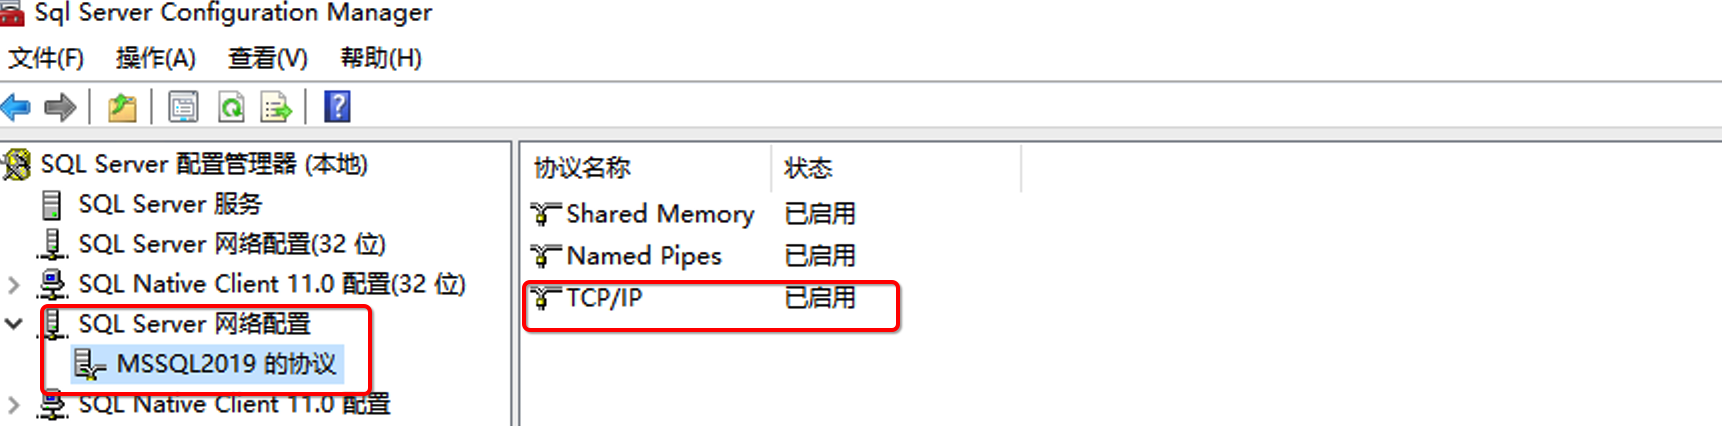 Sql Server Configuration Manager
文件(F) 操作(A) 查看(V) 帮助(H)
SQL Server 配置管理器 (本地)
SQL Server 服务
SQL Server 网络配置(32 位)
SQL Native Client 11.0 配置(32 位)
SQL Server 网络配置
MSSQL2019 的协议
SQL Native Client 11.0 配置
协议名称 状态
Shared Memory 已启用
Named Pipes 已启用
TCP/IP 已启用